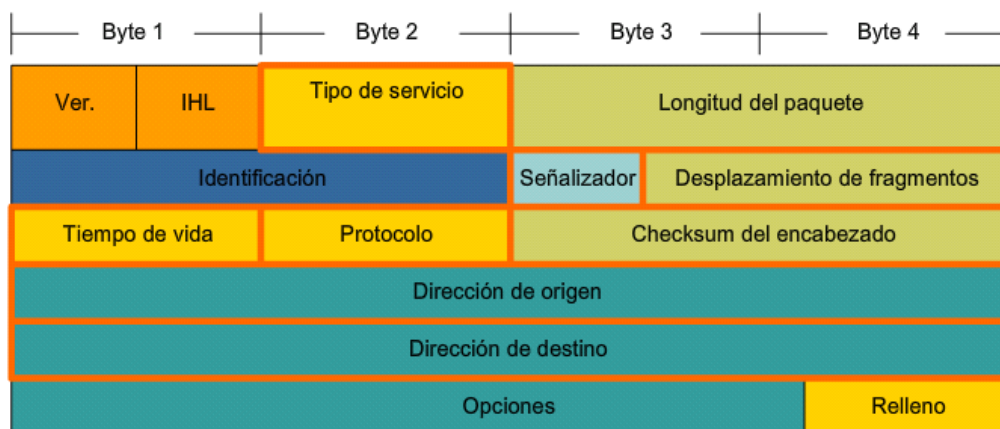 Byte 1 Byte 2 Byte 3 Byte 4
Ver. IHL Tipo de servicio Longitud del paquete
Identificación Señalizador Desplazamiento de fragmentos
Tiempo de vida Protocolo Checksum del encabezado
Dirección de origen
Dirección de destino
Opciones Relleno